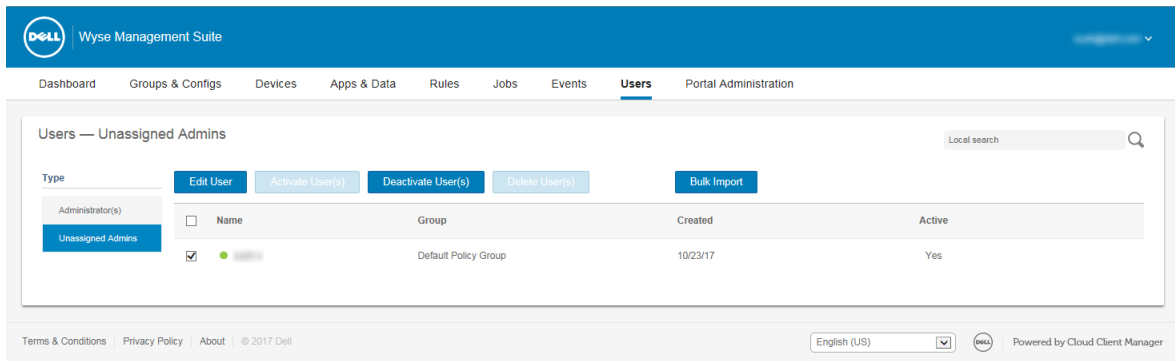 DELL Wyse Management Suite
Dashboard Groups & Configs Devices Apps & Data Rules Jobs Events Users Portal Administration
Users — Unassigned Admins
Local search
Type
Edit User Activate User(s) Deactivate User(s) Delete User(s) Bulk Import
Administrator(s)
Unassigned Admins
Name Group Created Active
Default Policy Group 10/23/17 Yes
Terms & Conditions Privacy Policy About © 2017 Dell English (US) DELL Powered by Cloud Client Manager